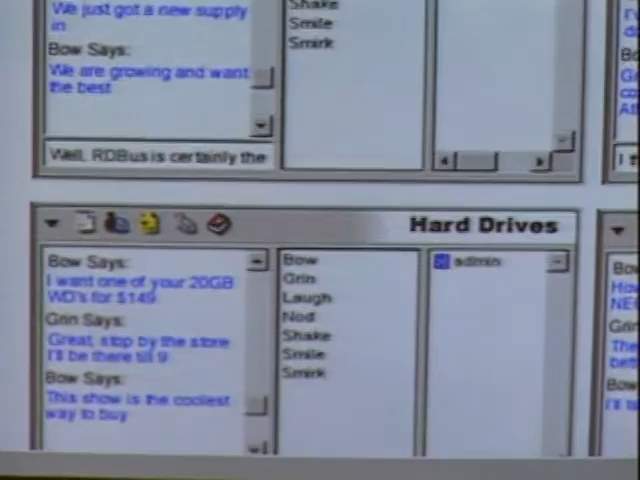 We just got a new supply
in
Bow Says:
We are growing and want
the best
Well, RDBus is certainly the
Shake
Smile
Smirk
Hard Drives
Bow Says:
I want one of your 20GB
WD's for $149
Grin Says:
Great, stop by the store
I'll be there till 9
Bow Says:
This show is the coolest
way to buy
Bow
Grin
Laugh
Nod
Shake
Smile
Smirk
admin